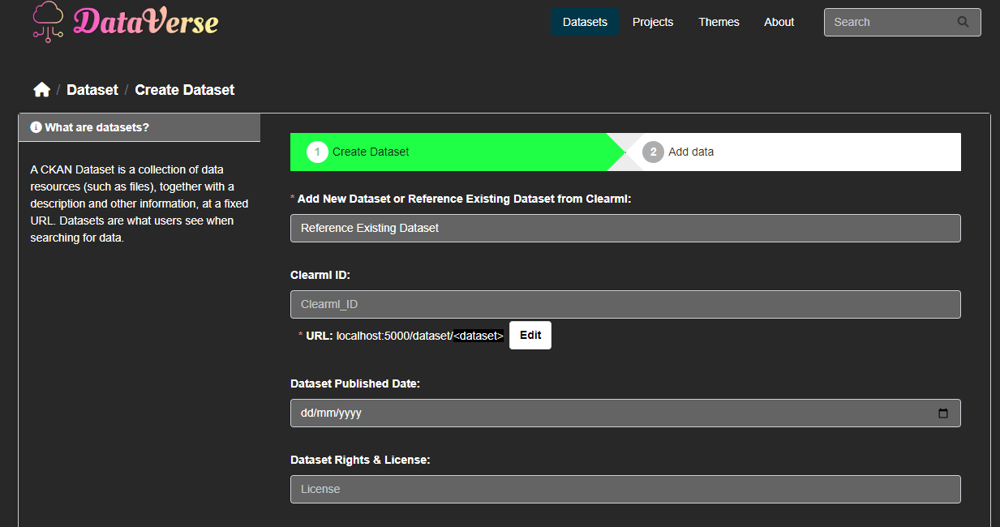 DataVerse
Datasets Projects Themes About Search
/ Dataset / Create Dataset
What are datasets?
A CKAN Dataset is a collection of data
resources (such as files), together with a
description and other information, at a fixed
URL. Datasets are what users see when
searching for data.
1 Create Dataset
2 Add data
* Add New Dataset or Reference Existing Dataset from Clearml:
Reference Existing Dataset
Clearml ID:
Clearml_ID
* URL: localhost:5000/dataset/<dataset> Edit
Dataset Published Date:
dd/mm/yyyy
Dataset Rights & License:
License